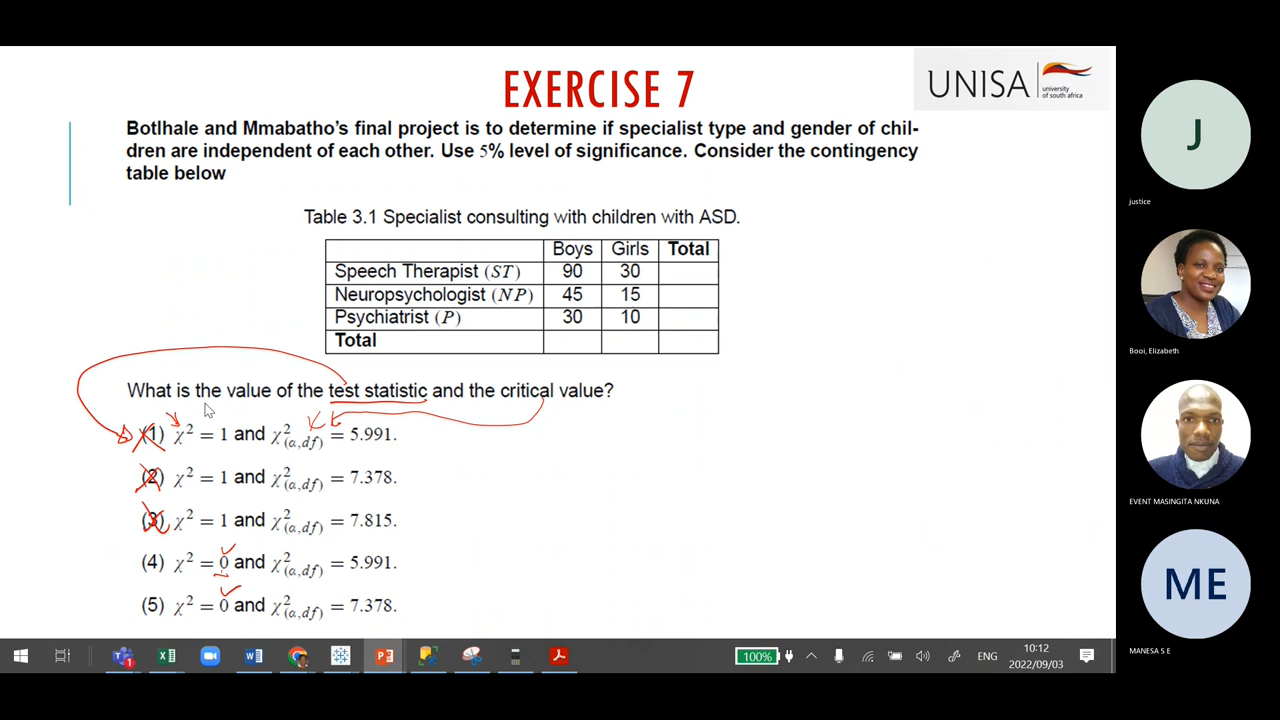 EXERCISE 7
UNISA
university
of south africa
Botlhale and Mmabatho's final project is to determine if specialist type and gender of chil-
dren are independent of each other. Use 5% level of significance. Consider the contingency
table below
Table 3.1 Specialist consulting with children with ASD.
Boys Girls Total
Speech Therapist (ST) 90 30
Neuropsychologist (NP) 45 15
Psychiatrist (P) 30 10
Total
What is the value of the test statistic and the critical value?
(1) χ² = 1 and χ²(α,df) = 5.991.
(2) χ² = 1 and χ²(α,df) = 7.378.
(3) χ² = 1 and χ²(α,df) = 7.815.
(4) χ² = 0 and χ²(α,df) = 5.991.
(5) χ² = 0 and χ²(α,df) = 7.378.
J
justice
Booi, Elizabeth
EVENT MASINGITA NKUNA
ME
MANESA S E
100%
ENG
10:12
2022/09/03